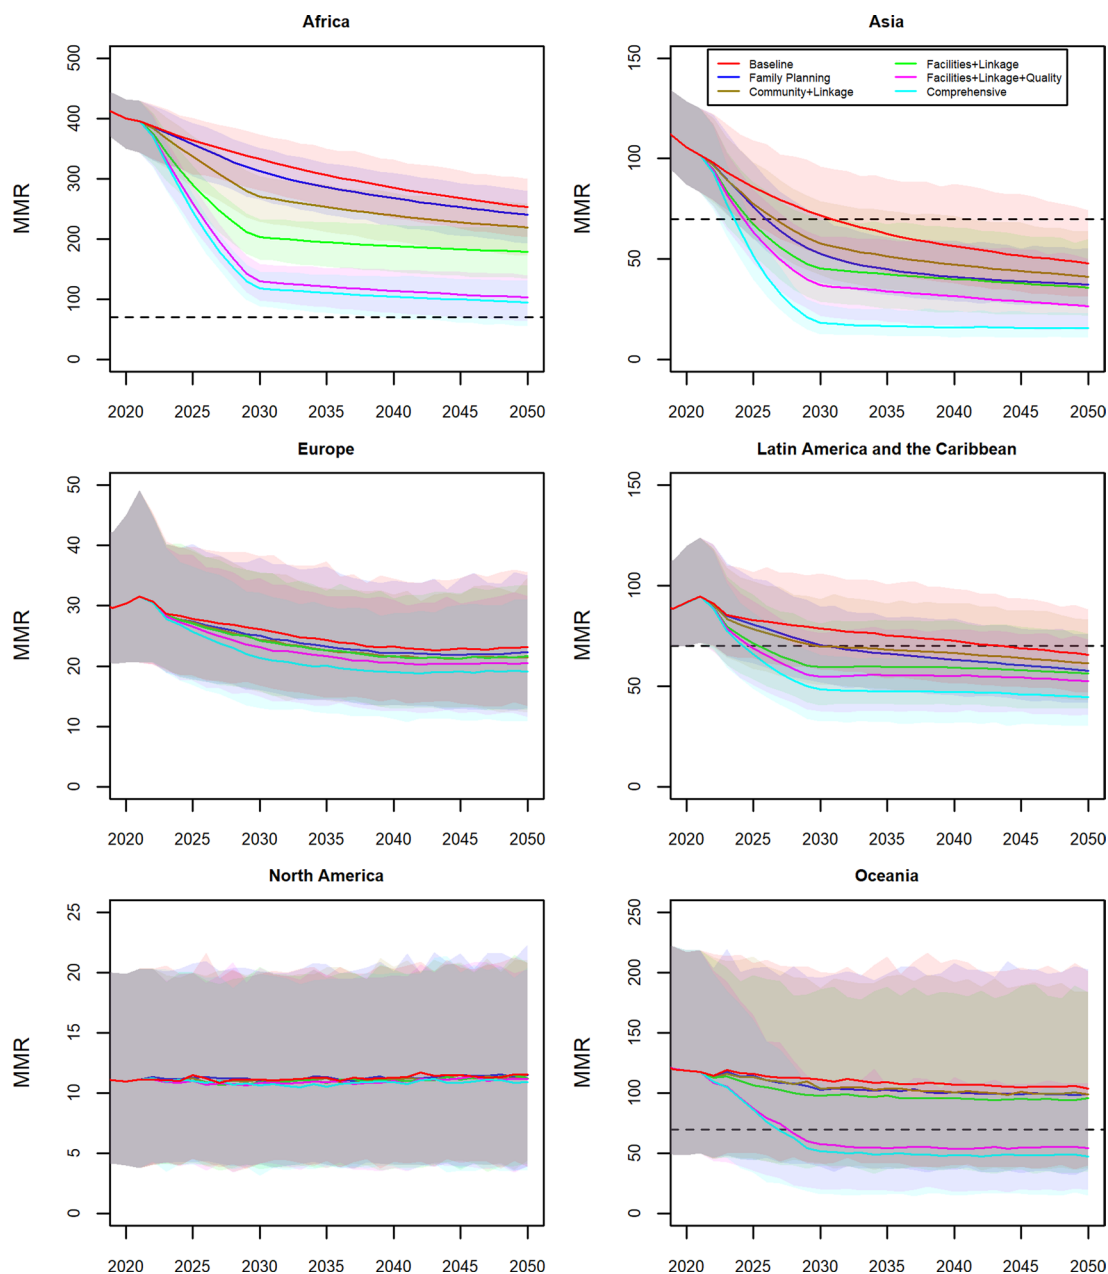 Africa
MMR
500
400
300
200
100
0
2020 2025 2030 2035 2040 2045 2050
Asia
MMR
150
100
50
0
Baseline
Family Planning
Community+Linkage
Facilities+Linkage
Facilities+Linkage+Quality
Comprehensive
2020 2025 2030 2035 2040 2045 2050
Europe
MMR
50
40
30
20
10
0
2020 2025 2030 2035 2040 2045 2050
Latin America and the Caribbean
MMR
150
100
50
0
2020 2025 2030 2035 2040 2045 2050
North America
MMR
25
20
15
10
5
0
2020 2025 2030 2035 2040 2045 2050
Oceania
MMR
250
200
150
100
50
0
2020 2025 2030 2035 2040 2045 2050